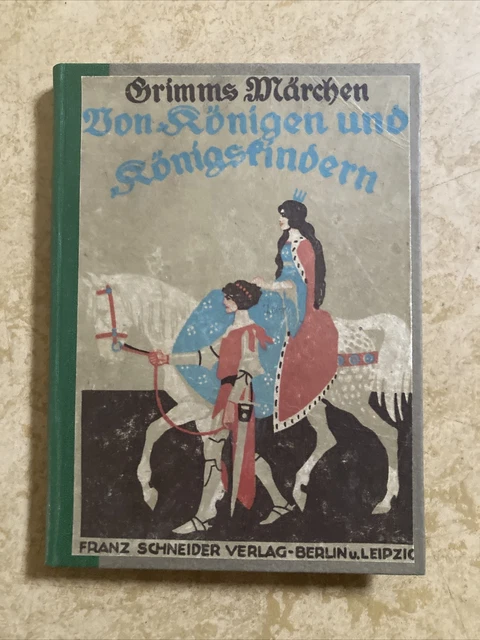 Grimms Märchen
Von Königen und
Königskindern
FRANZ SCHNEIDER VERLAG-BERLIN u. LEIPZIG